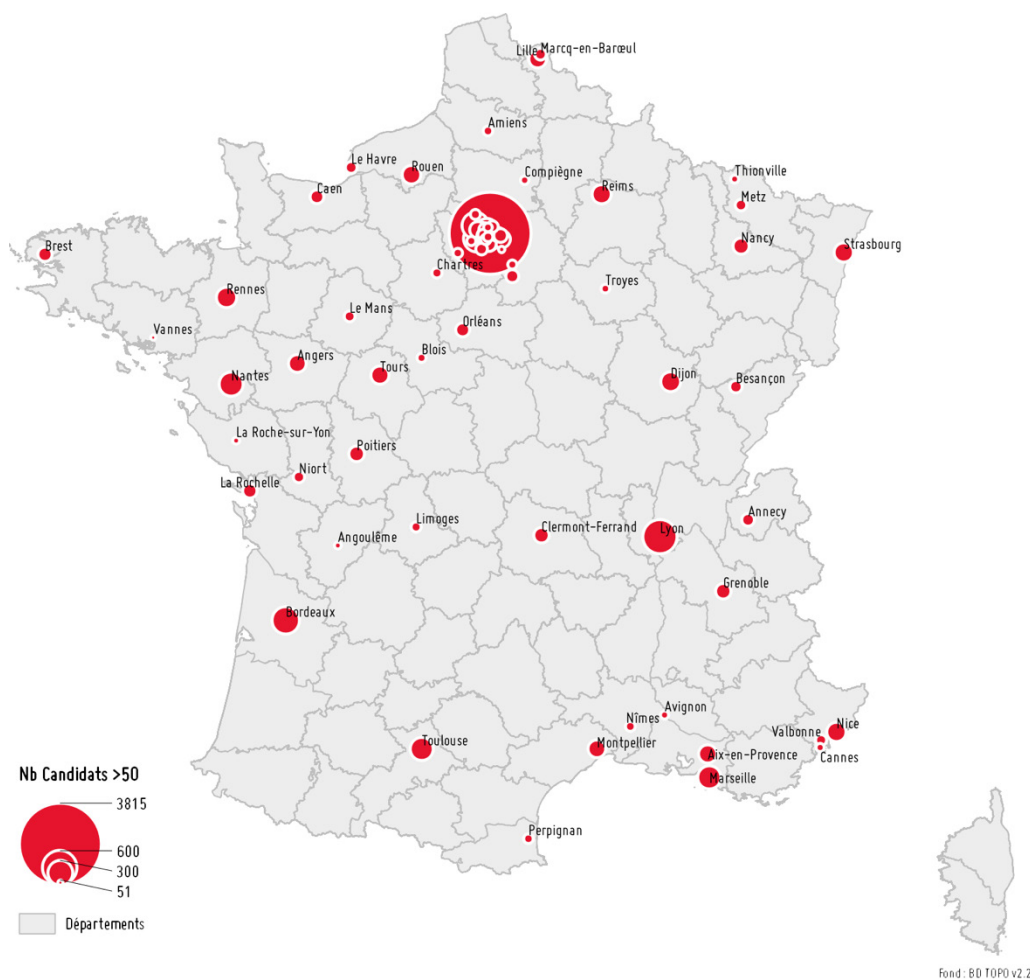 Lille
Marcq-en-Barœul
Amiens
Le Havre
Rouen
Compiègne
Thionville
Reims
Caen
Metz
Brest
Nancy
Strasbourg
Chartres
Rennes
Troyes
Le Mans
Orléans
Vannes
Blois
Angers
Tours
Nantes
Dijon
Besançon
La Roche-sur-Yon
Poitiers
Niort
La Rochelle
Annecy
Limoges
Clermont-Ferrand
Lyon
Angoulême
Grenoble
Bordeaux
Avignon
Nîmes
Valbonne
Nice
Toulouse
Montpellier
Aix-en-Provence
Cannes
Marseille
Perpignan
Nb Candidats >50
3815
600
300
51
Départements
Fond : BD TOPO v2.2